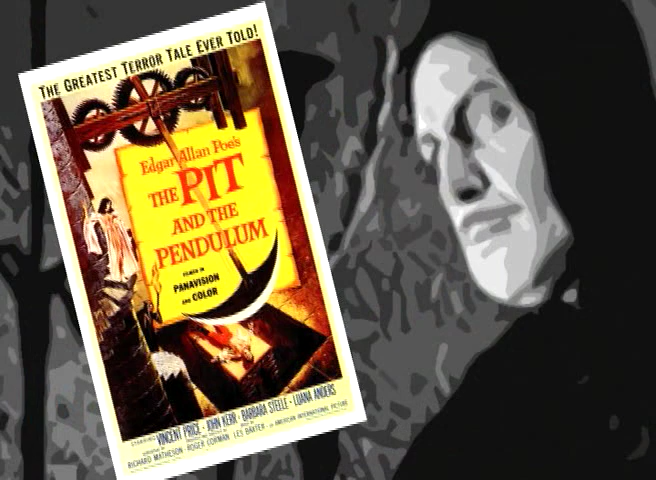 THE GREATEST TERROR TALE EVER TOLD!
Edgar Allan Poe's
THE PIT
AND THE
PENDULUM
FILMED IN
PANAVISION
AND COLOR
VINCENT PRICE • JOHN KERR • BARBARA STEELE • LUANA ANDERS
RICHARD MATHESON • ROGER CORMAN LES BAXTER AN AMERICAN INTERNATIONAL PICTURE